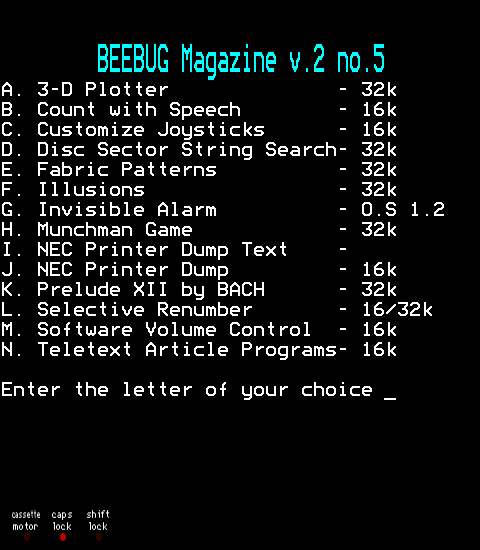 BEEBUG Magazine v.2 no.5
A. 3-D Plotter - 32k
B. Count with Speech - 16k
C. Customize Joysticks - 16k
D. Disc Sector String Search- 32k
E. Fabric Patterns - 32k
F. Illusions - 32k
G. Invisible Alarm - O.S 1.2
H. Munchman Game - 32k
I. NEC Printer Dump Text -
J. NEC Printer Dump - 16k
K. Prelude XII by BACH - 32k
L. Selective Renumber - 16/32k
M. Software Volume Control - 16k
N. Teletext Article Programs- 16k
Enter the letter of your choice _
cassette caps shift
motor lock lock